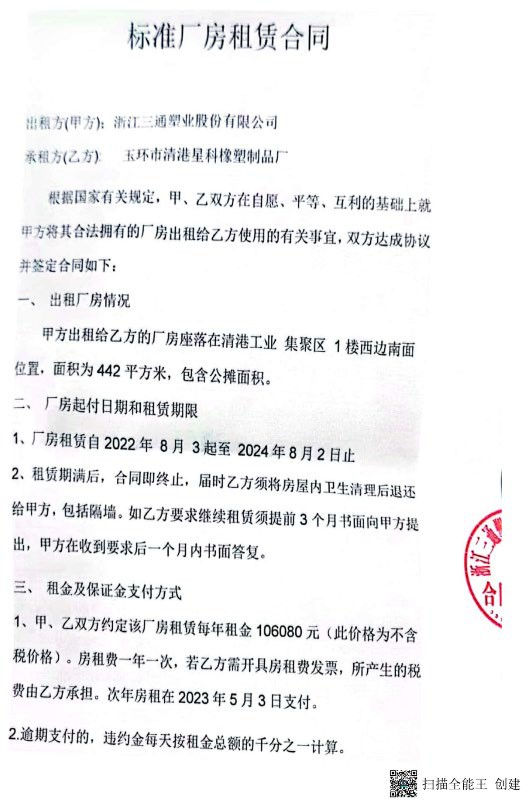 标准厂房租赁合同
出租方(甲方): 浙江三通塑业股份有限公司
承租方(乙方): 玉环市清港星科橡塑制品厂
根据国家有关规定，甲、乙双方在自愿、平等、互利的基础上就
甲方将其合法拥有的厂房出租给乙方使用的有关事宜，双方达成协议
并签定合同如下：
一、 出租厂房情况
甲方出租给乙方的厂房座落在清港工业 集聚区 1 楼西边南面
位置，面积为 442 平方米，包含公摊面积。
二、 厂房起付日期和租赁期限
1、厂房租赁自 2022 年 8 月 3 起至 2024 年 8 月 2 日止
2、租赁期满后，合同即终止，届时乙方须将房屋内卫生清理后退还
给甲方，包括隔墙。如乙方要求继续租赁须提前 3 个月书面向甲方提
出，甲方在收到要求后一个月内书面答复。
三、 租金及保证金支付方式
1、甲、乙双方约定该厂房租赁每年租金 106080 元（此价格为不含
税价格）。房租费一年一次，若乙方需开具房租费发票，所产生的税
费由乙方承担。次年房租在 2023 年 5 月 3 日支付。
2.逾期支付的，违约金每天按租金总额的千分之一计算。
浙江三通塑
合
扫描全能王 创建